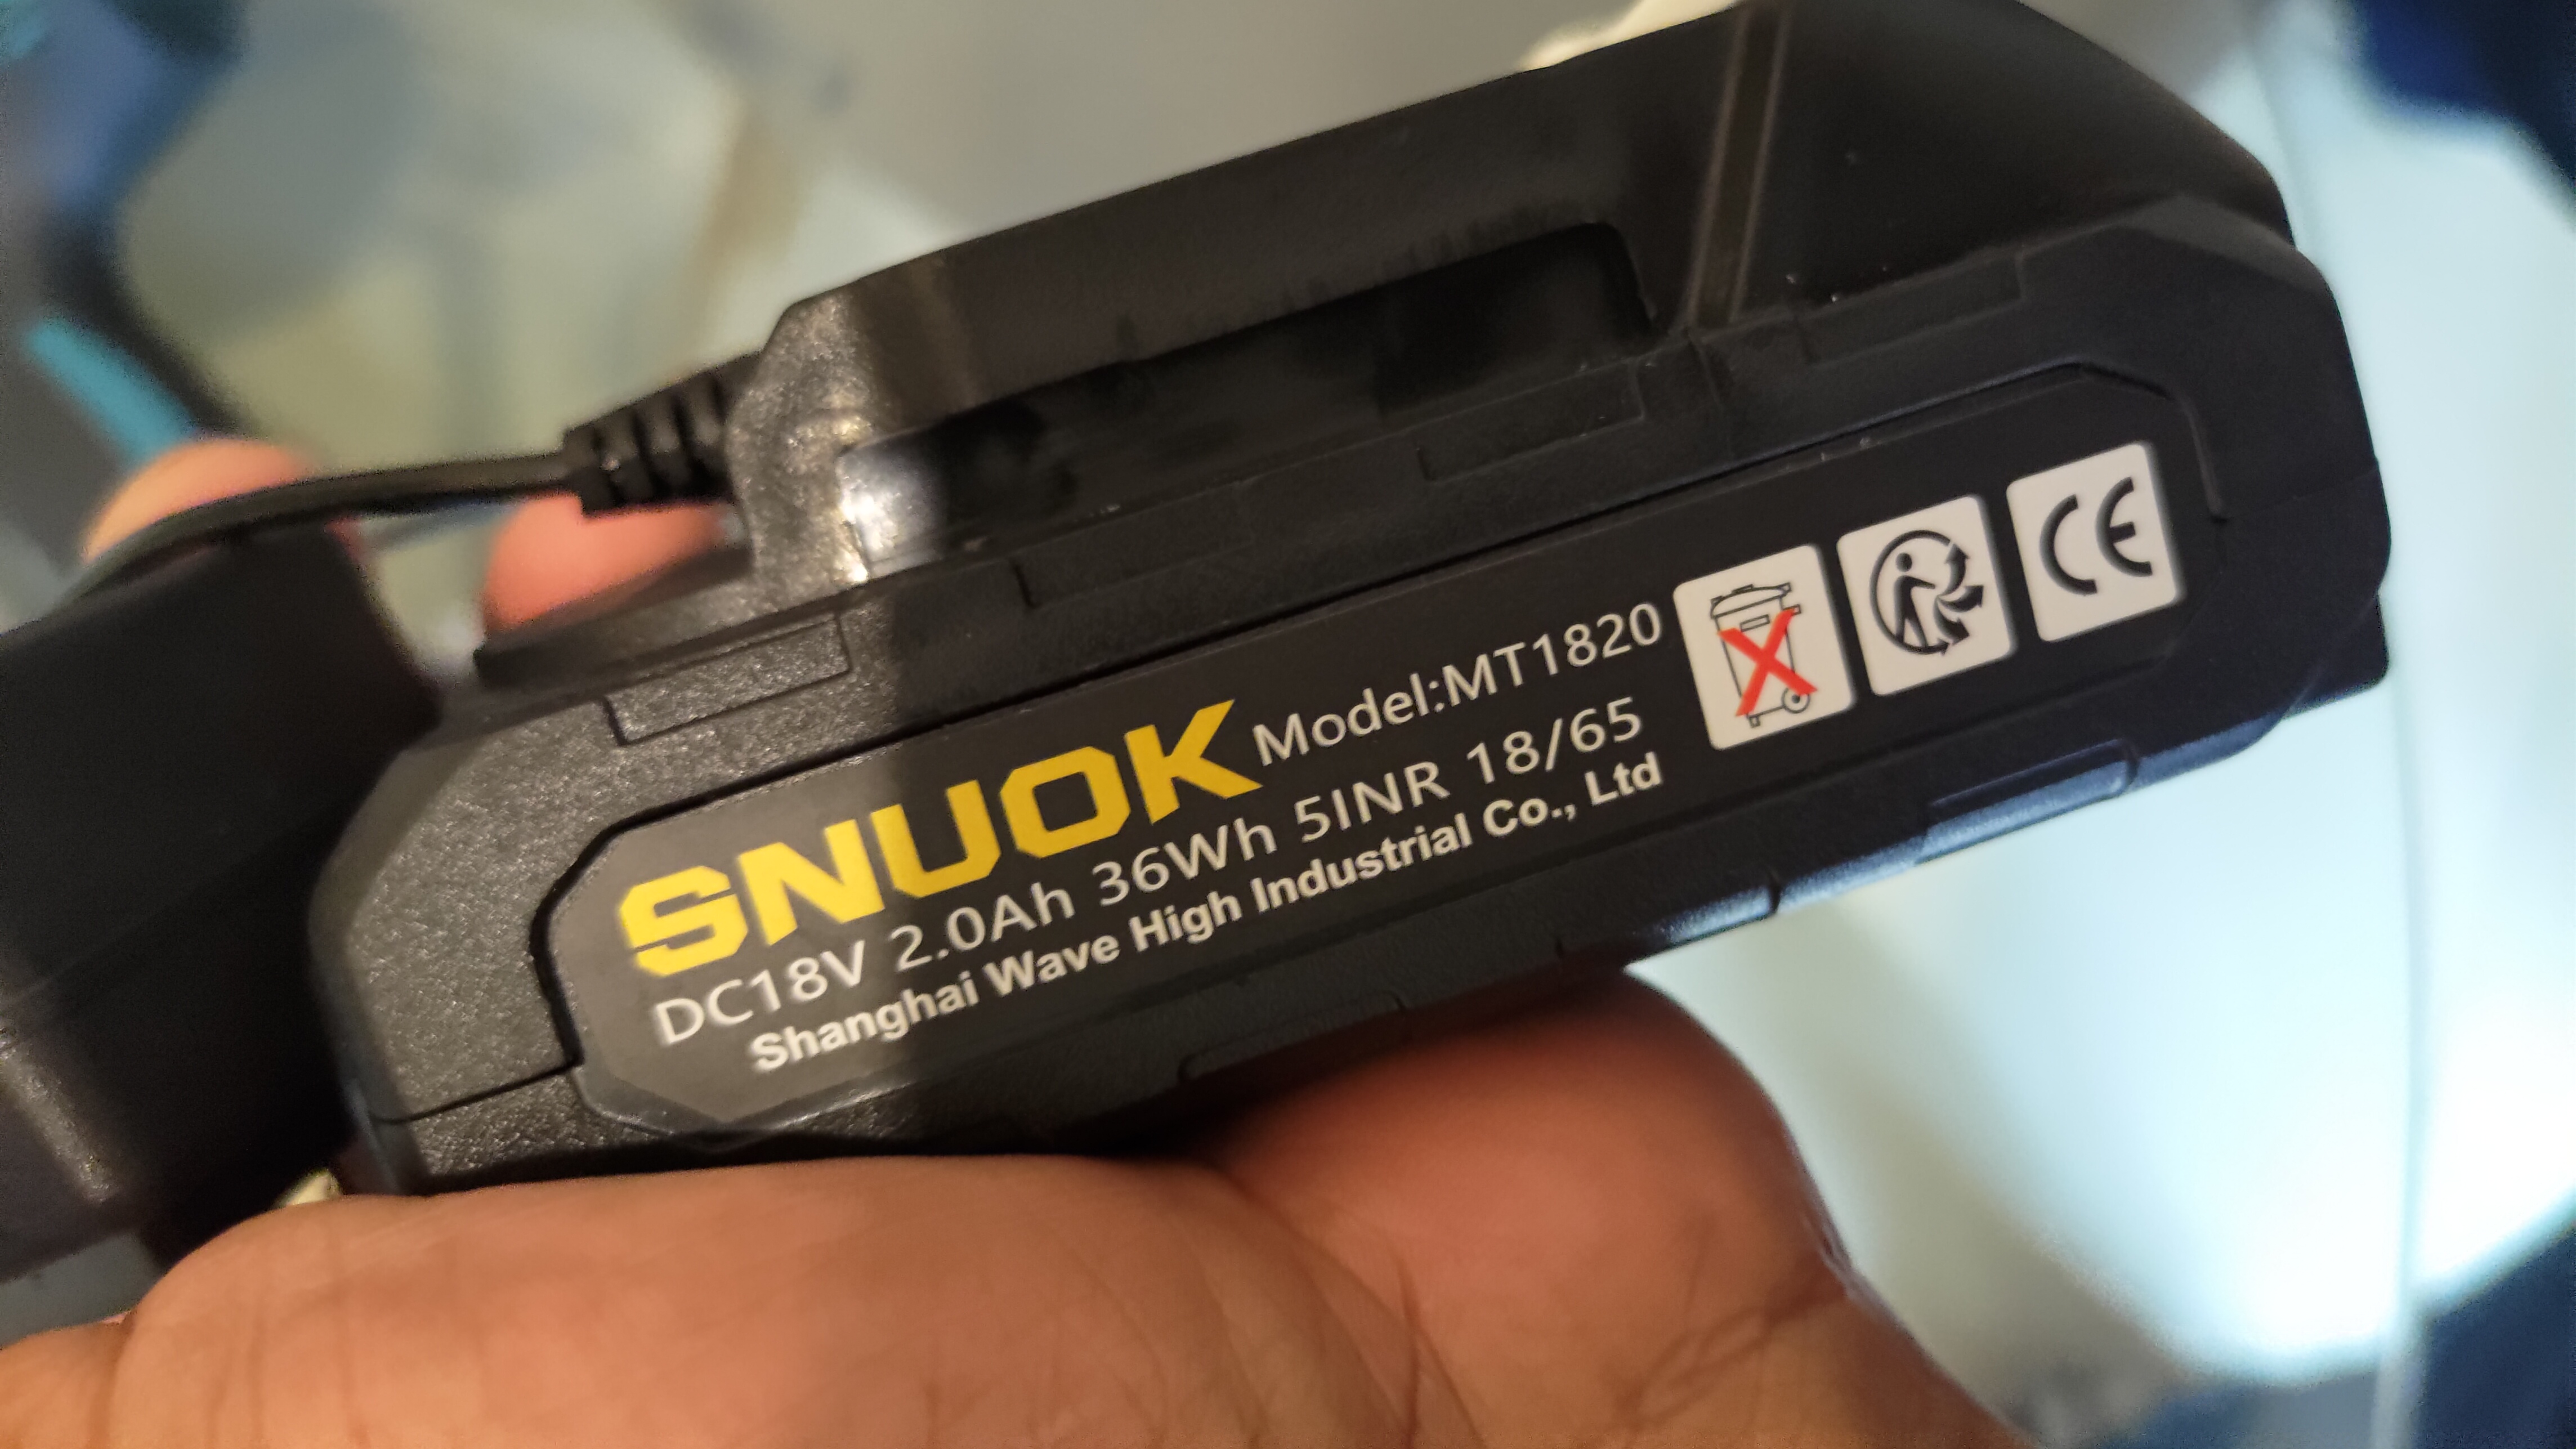 SNUOK Model:MT1820
DC18V 2.0Ah 36Wh 5INR 18/65
Shanghai Wave High Industrial Co., Ltd
CE